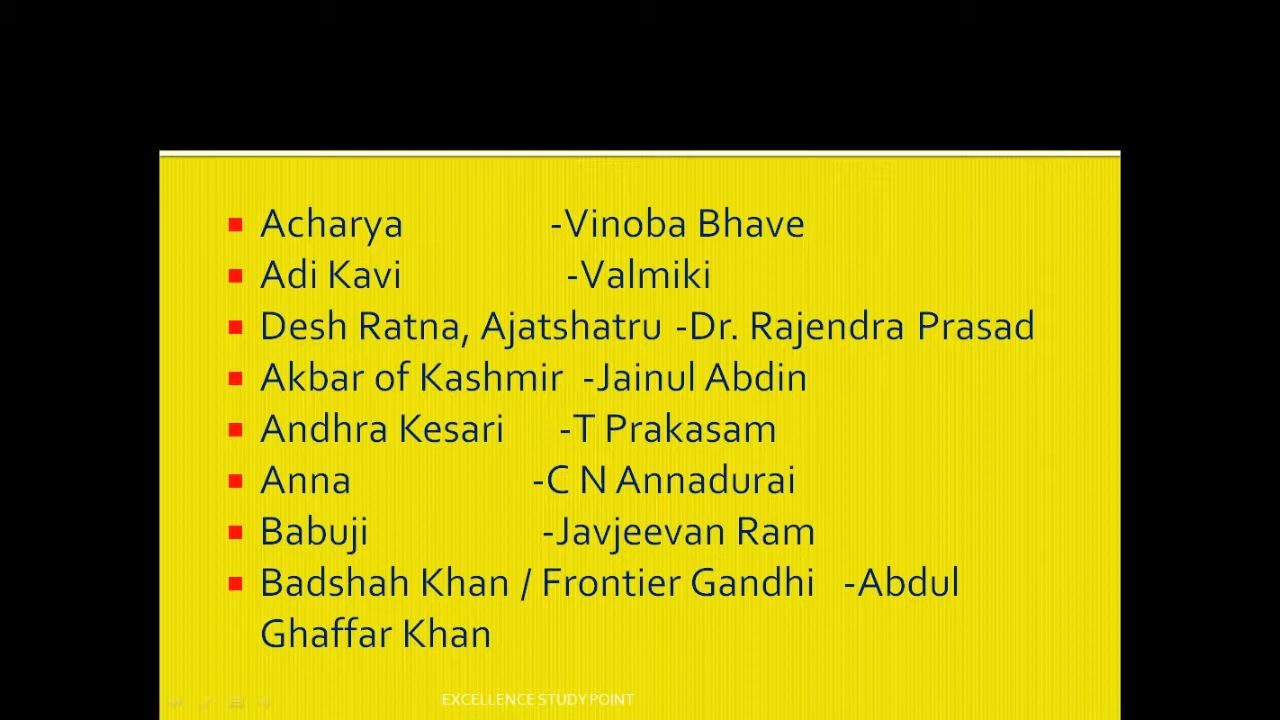 Acharya -Vinoba Bhave
Adi Kavi -Valmiki
Desh Ratna, Ajatshatru -Dr. Rajendra Prasad
Akbar of Kashmir -Jainul Abdin
Andhra Kesari -T Prakasam
Anna -C N Annadurai
Babuji -Javjeevan Ram
Badshah Khan / Frontier Gandhi -Abdul
Ghaffar Khan
EXCELLENCE STUDY POINT